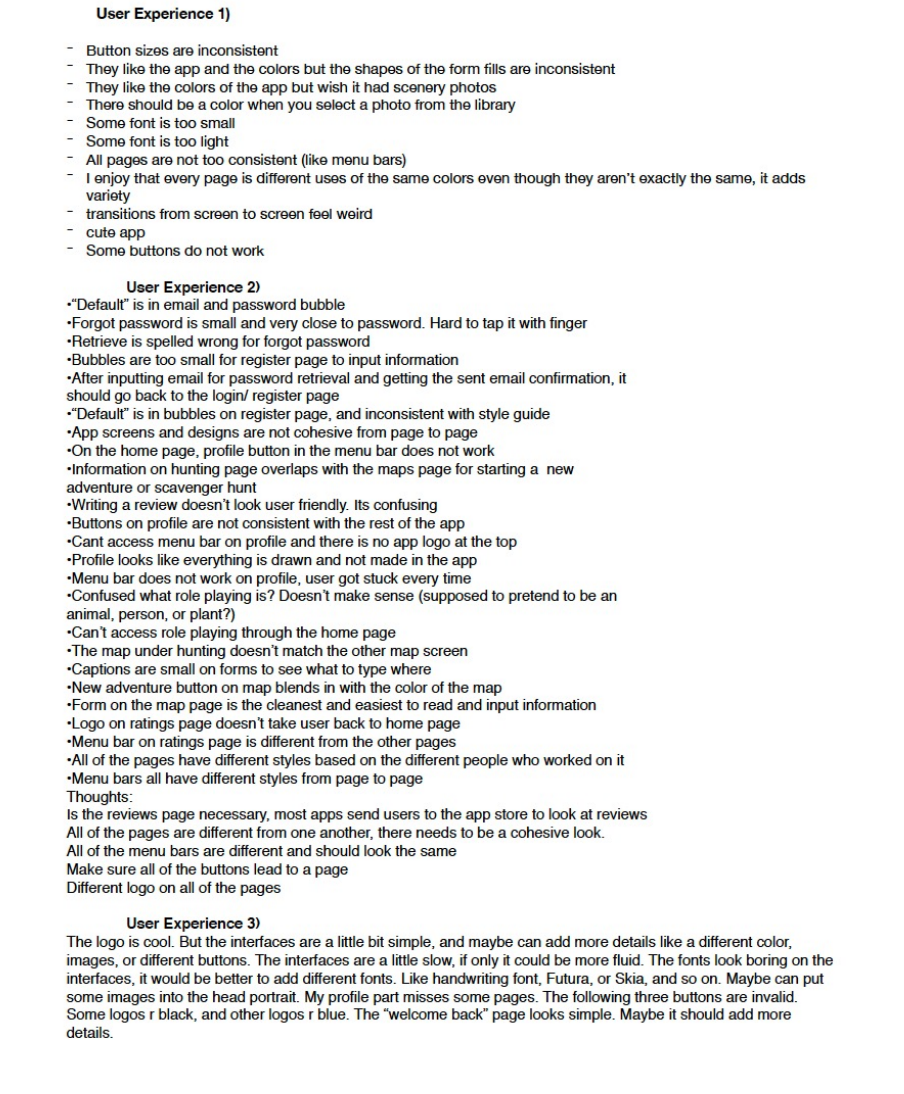 User Experience 1)
- Button sizes are inconsistent
- They like the app and the colors but the shapes of the form fills are inconsistent
- They like the colors of the app but wish it had scenery photos
- There should be a color when you select a photo from the library
- Some font is too small
- Some font is too light
- All pages are not too consistent (like menu bars)
- I enjoy that every page is different uses of the same colors even though they aren't exactly the same, it adds
variety
- transitions from screen to screen feel weird
- cute app
- Some buttons do not work
User Experience 2)
•“Default” is in email and password bubble
•Forgot password is small and very close to password. Hard to tap it with finger
•Retrieve is spelled wrong for forgot password
•Bubbles are too small for register page to input information
•After inputting email for password retrieval and getting the sent email confirmation, it
should go back to the login/ register page
•“Default” is in bubbles on register page, and inconsistent with style guide
•App screens and designs are not cohesive from page to page
•On the home page, profile button in the menu bar does not work
•Information on hunting page overlaps with the maps page for starting a  new
adventure or scavenger hunt
•Writing a review doesn't look user friendly. Its confusing
•Buttons on profile are not consistent with the rest of the app
•Cant access menu bar on profile and there is no app logo at the top
•Profile looks like everything is drawn and not made in the app
•Menu bar does not work on profile, user got stuck every time
•Confused what role playing is? Doesn't make sense (supposed to pretend to be an
animal, person, or plant?)
•Can't access role playing through the home page
•The map under hunting doesn't match the other map screen
•Captions are small on forms to see what to type where
•New adventure button on map blends in with the color of the map
•Form on the map page is the cleanest and easiest to read and input information
•Logo on ratings page doesn't take user back to home page
•Menu bar on ratings page is different from the other pages
•All of the pages have different styles based on the different people who worked on it
•Menu bars all have different styles from page to page
Thoughts:
Is the reviews page necessary, most apps send users to the app store to look at reviews
All of the pages are different from one another, there needs to be a cohesive look.
All of the menu bars are different and should look the same
Make sure all of the buttons lead to a page
Different logo on all of the pages
User Experience 3)
The logo is cool. But the interfaces are a little bit simple, and maybe can add more details like a different color,
images, or different buttons. The interfaces are a little slow, if only it could be more fluid. The fonts look boring on the
interfaces, it would be better to add different fonts. Like handwriting font, Futura, or Skia, and so on. Maybe can put
some images into the head portrait. My profile part misses some pages. The following three buttons are invalid.
Some logos r black, and other logos r blue. The “welcome back” page looks simple. Maybe it should add more
details.